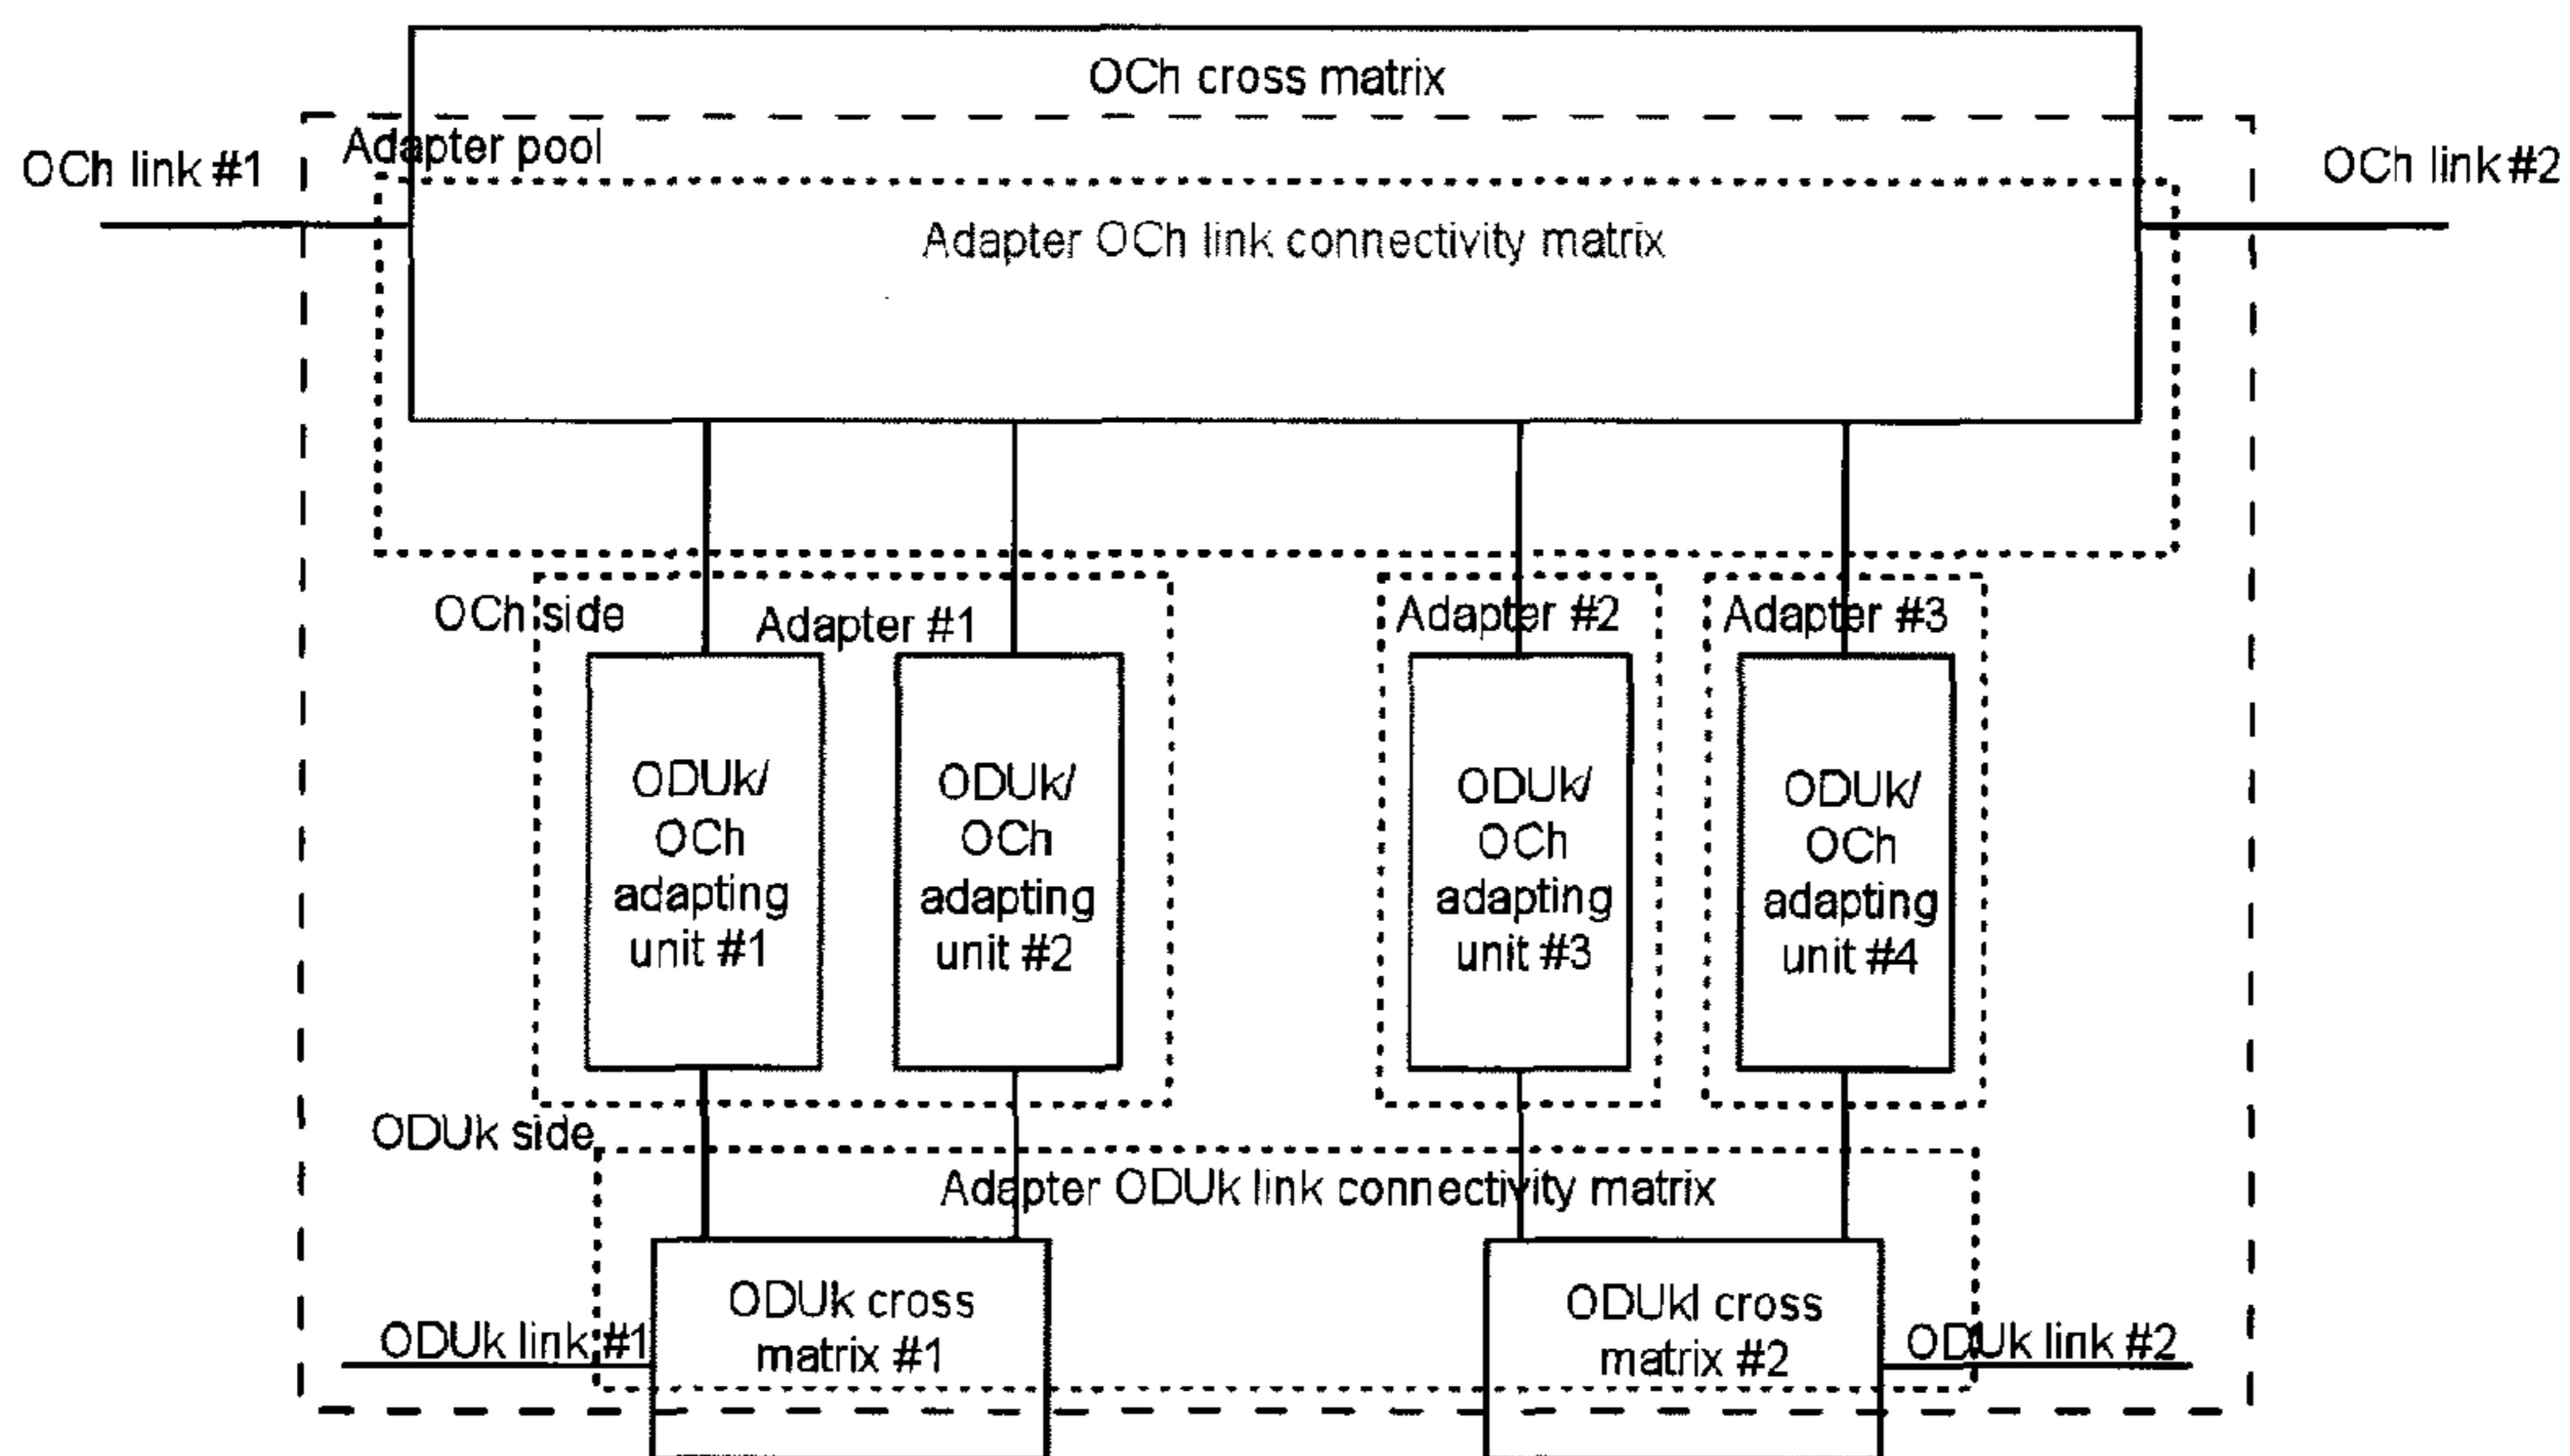 OCh cross matrix
Adapter pool
OCh link #1
OCh link #2
Adapter OCh link connectivity matrix
OCh side
Adapter #1
Adapter #2
Adapter #3
ODUk/
OCh
adapting
unit #1
ODUk/
OCh
adapting
unit #2
ODUk/
OCh
adapting
unit #3
ODUk/
OCh
adapting
unit #4
ODUk side
Adapter ODUk link connectivity matrix
ODUk cross
matrix #1
ODUkl cross
matrix #2
ODUk link #1
ODUk link #2